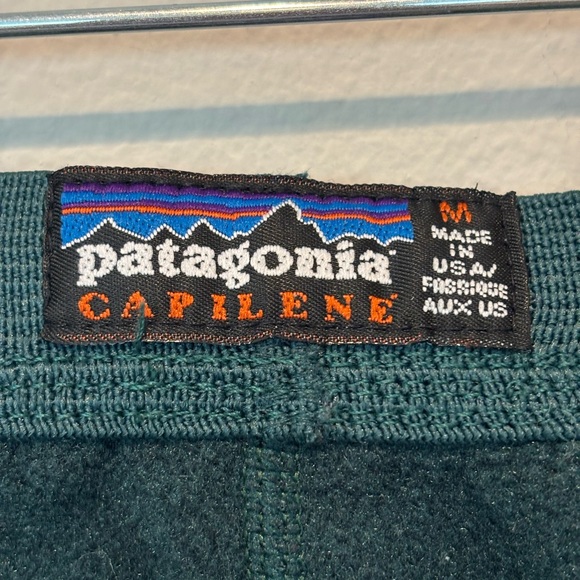 patagonia
CAPILENE
M
MADE
IN
USA/
FABRIQUE
AUX US